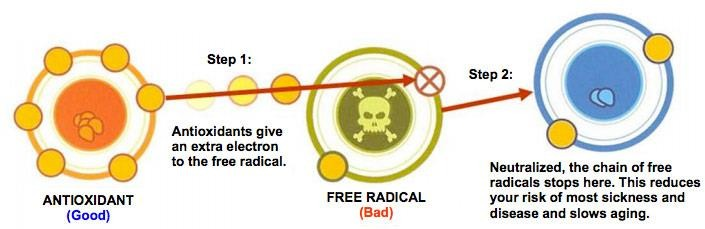 Step 1:
Antioxidants give
an extra electron
to the free radical.
ANTIOXIDANT
(Good)
FREE RADICAL
(Bad)
Step 2:
Neutralized, the chain of free
radicals stops here. This reduces
your risk of most sickness and
disease and slows aging.